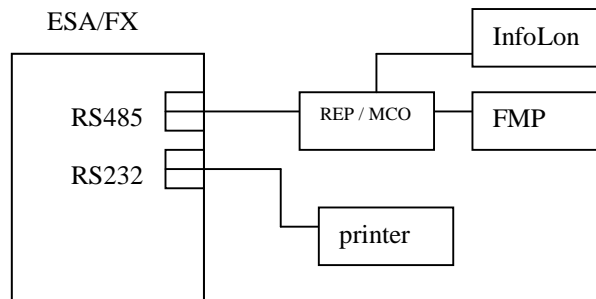 ESA/FX
InfoLon
RS485
REP / MCO
FMP
RS232
printer